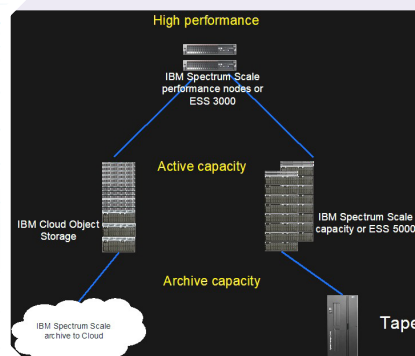 High performance
IBM Spectrum Scale
performance nodes or
ESS 3000
Active capacity
IBM Cloud Object
Storage
IBM Spectrum Scale
capacity or ESS 5000
Archive capacity
IBM Spectrum Scale
archive to Cloud
Tape